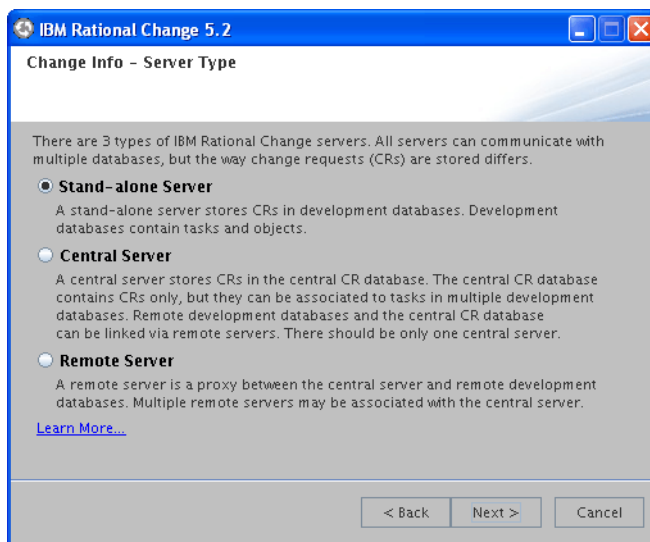 IBM Rational Change 5.2
Change Info - Server Type
There are 3 types of IBM Rational Change servers. All servers can communicate with
multiple databases, but the way change requests (CRs) are stored differs.
Stand-alone Server
A stand-alone server stores CRs in development databases. Development
databases contain tasks and objects.
Central Server
A central server stores CRs in the central CR database. The central CR database
contains CRs only, but they can be associated to tasks in multiple development
databases. Remote development databases and the central CR database
can be linked via remote servers. There should be only one central server.
Remote Server
A remote server is a proxy between the central server and remote development
databases. Multiple remote servers may be associated with the central server.
Learn More...
< Back Next > Cancel